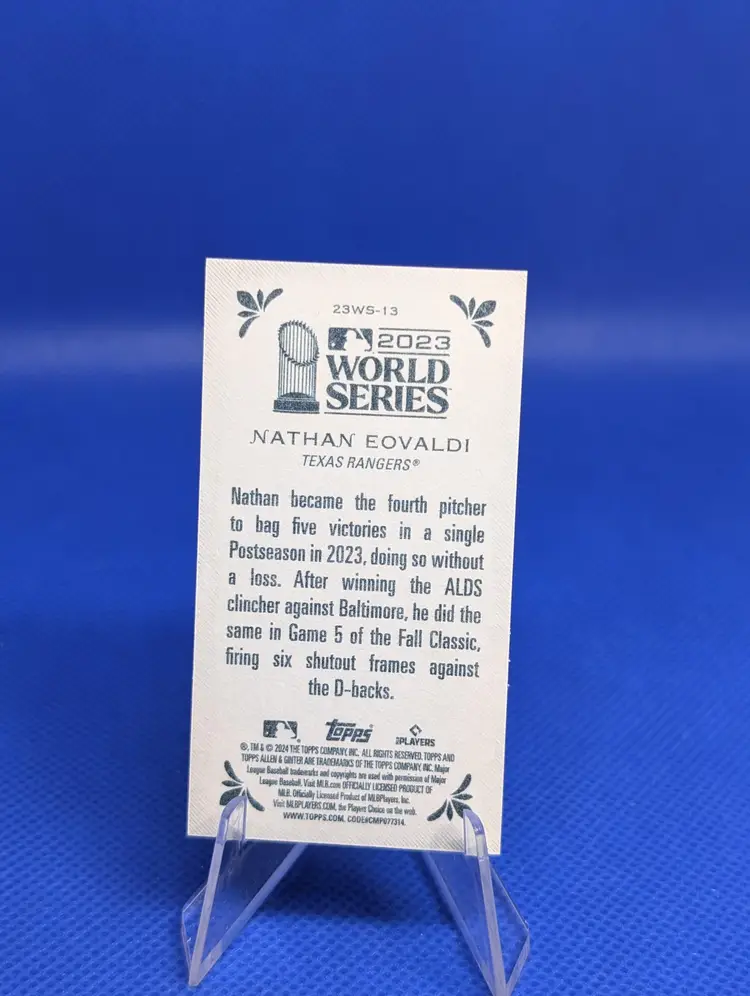 23WS-13
2023
WORLD
SERIES™
NATHAN EOVALDI
TEXAS RANGERS®
Nathan became the fourth pitcher
to bag five victories in a single
Postseason in 2023, doing so without
a loss. After winning the ALDS
clincher against Baltimore, he did the
same in Game 5 of the Fall Classic,
firing six shutout frames against
the D-backs.
topps PLAYERS
®, TM & © 2024 THE TOPPS COMPANY, INC. ALL RIGHTS RESERVED. TOPPS AND
TOPPS ALLEN & GINTER ARE TRADEMARKS OF THE TOPPS COMPANY, INC. Major
League Baseball trademarks and copyrights are used with permission of Major
League Baseball. Visit MLB.com OFFICIALLY LICENSED PRODUCT OF
MLB. Officially Licensed Product of MLBPlayers, Inc.
Visit MLBPLAYERS.COM, the Players Choice on the web.
WWW.TOPPS.COM. CODE#CMP077314.